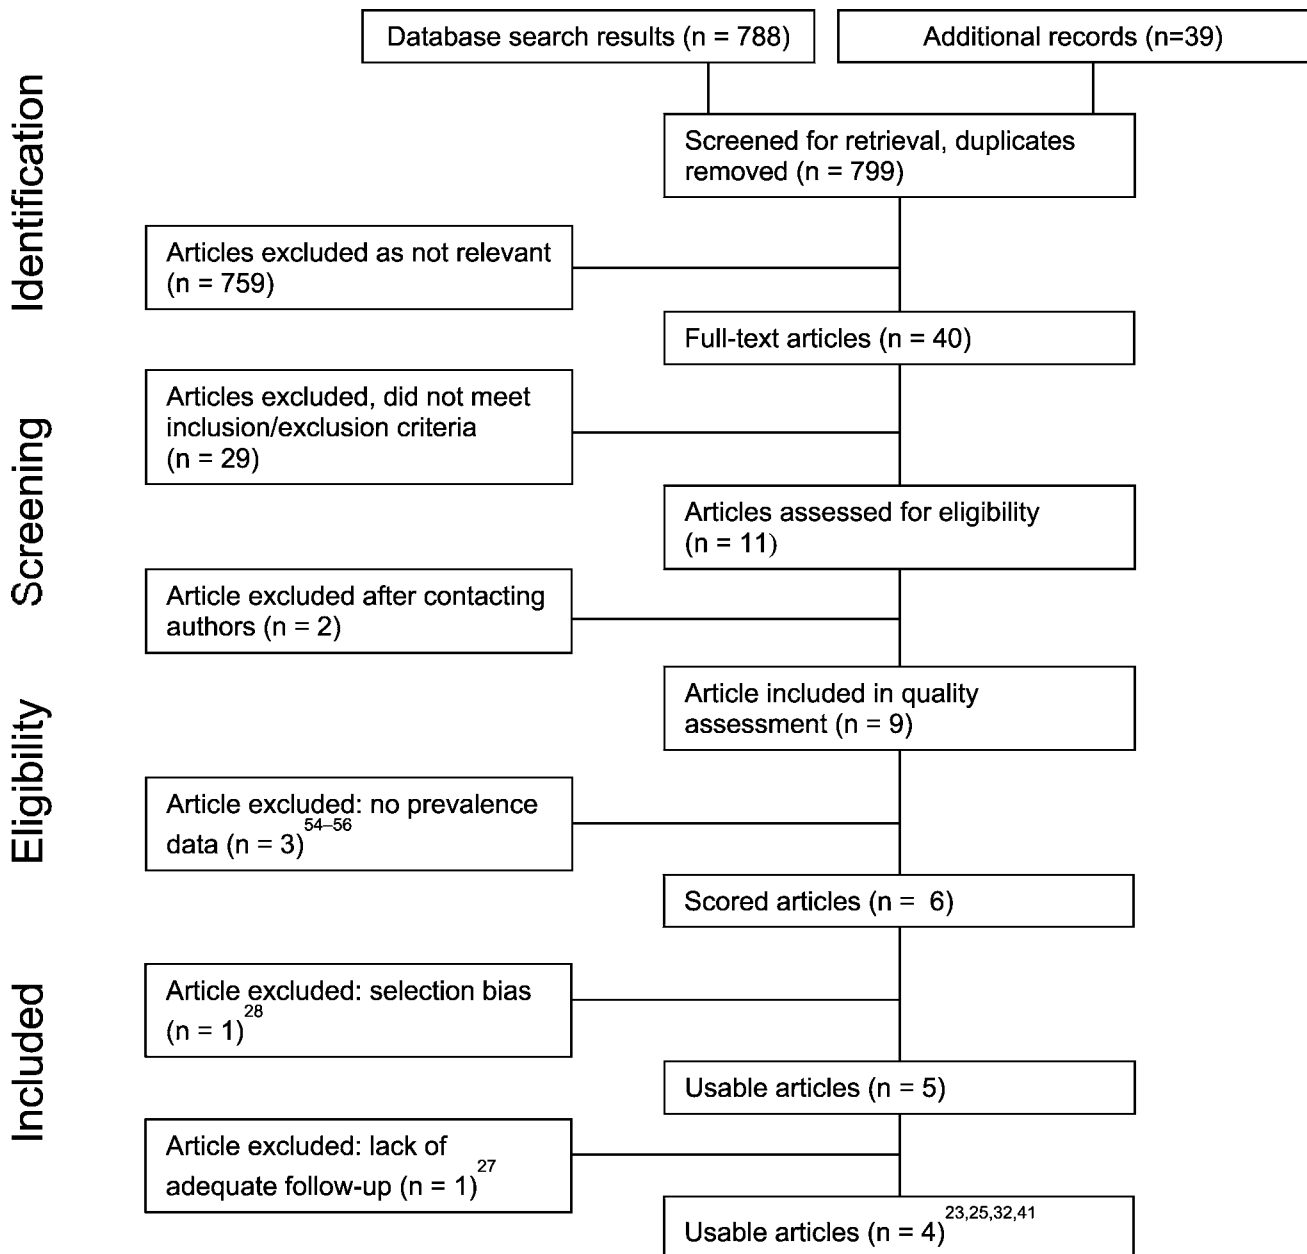 Database search results (n = 788)
Additional records (n=39)
Identification
Screened for retrieval, duplicates
removed (n = 799)
Articles excluded as not relevant
(n = 759)
Full-text articles (n = 40)
Screening
Articles excluded, did not meet
inclusion/exclusion criteria
(n = 29)
Articles assessed for eligibility
(n = 11)
Article excluded after contacting
authors (n = 2)
Eligibility
Article included in quality
assessment (n = 9)
Article excluded: no prevalence
data (n = 3)54–56
Scored articles (n =  6)
Included
Article excluded: selection bias
(n = 1)28
Usable articles (n = 5)
Article excluded: lack of
adequate follow-up (n = 1)27
Usable articles (n = 4)23,25,32,41